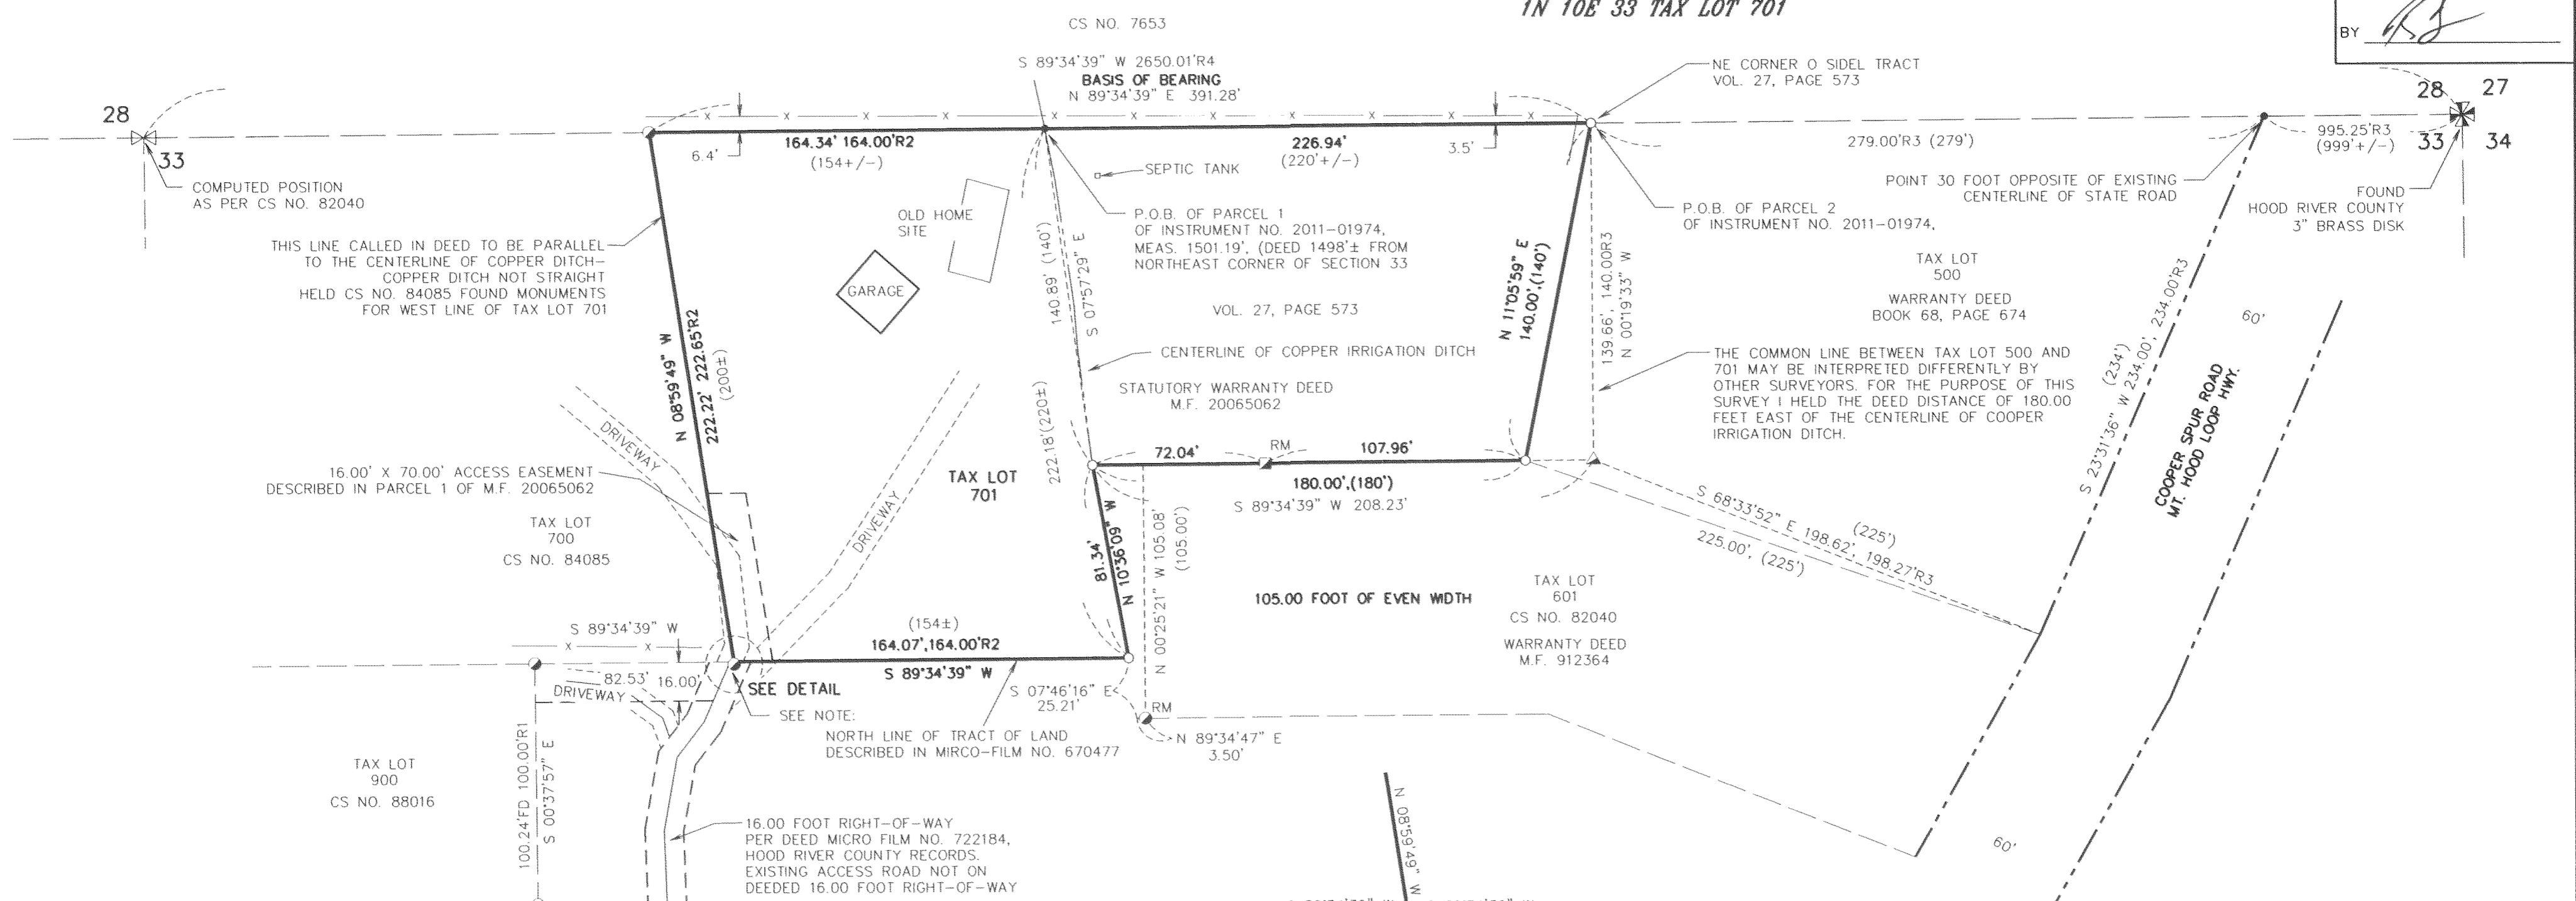 1N 10E 33 TAX LOT 701
BY
CS NO. 7653
S 89°34'39" W 2650.01'R4
BASIS OF BEARING
N 89°34'39" E 391.28'
NE CORNER O SIDEL TRACT
VOL. 27, PAGE 573
28
33
28 27
33 34
COMPUTED POSITION
AS PER CS NO. 82040
6.4'
164.34' 164.00'R2
(154+/-)
226.94'
(220'+/-)
3.5'
279.00'R3 (279')
995.25'R3
(999'+/-)
POINT 30 FOOT OPPOSITE OF EXISTING
CENTERLINE OF STATE ROAD
FOUND
HOOD RIVER COUNTY
3" BRASS DISK
SEPTIC TANK
OLD HOME
SITE
GARAGE
P.O.B. OF PARCEL 1
OF INSTRUMENT NO. 2011-01974,
MEAS. 1501.19', (DEED 1498'± FROM
NORTHEAST CORNER OF SECTION 33
P.O.B. OF PARCEL 2
OF INSTRUMENT NO. 2011-01974,
THIS LINE CALLED IN DEED TO BE PARALLEL
TO THE CENTERLINE OF COPPER DITCH-
COPPER DITCH NOT STRAIGHT
HELD CS NO. 84085 FOUND MONUMENTS
FOR WEST LINE OF TAX LOT 701
N 08°59'49" W
222.22' 222.65'R2
(200±)
140.89' (140')
S 07°57'29" E
222.18'(220±)
VOL. 27, PAGE 573
CENTERLINE OF COPPER IRRIGATION DITCH
STATUTORY WARRANTY DEED
M.F. 20065062
N 11°05'59" E
140.00',(140')
139.66', 140.00R3
N 00°19'33" W
TAX LOT
500
WARRANTY DEED
BOOK 68, PAGE 674
THE COMMON LINE BETWEEN TAX LOT 500 AND
701 MAY BE INTERPRETED DIFFERENTLY BY
OTHER SURVEYORS. FOR THE PURPOSE OF THIS
SURVEY I HELD THE DEED DISTANCE OF 180.00
FEET EAST OF THE CENTERLINE OF COOPER
IRRIGATION DITCH.
(234')
S 23°31'36" W 234.00', 234.00'R3
60'
COOPER SPUR ROAD
MT. HOOD LOOP HWY.
DRIVEWAY
16.00' X 70.00' ACCESS EASEMENT
DESCRIBED IN PARCEL 1 OF M.F. 20065062
TAX LOT
700
CS NO. 84085
DRIVEWAY
TAX LOT
701
72.04'
RM
107.96'
180.00',(180')
S 89°34'39" W 208.23'
81.34'
N 10°36'09" W
N 00°25'21" W 105.08'
(105.00')
105.00 FOOT OF EVEN WIDTH
(225')
S 68°33'52" E 198.62', 198.27'R3
225.00', (225')
TAX LOT
601
CS NO. 82040
WARRANTY DEED
M.F. 912364
S 89°34'39" W
(154±)
164.07',164.00'R2
S 89°34'39" W
82.53' 16.00'
DRIVEWAY
SEE DETAIL
SEE NOTE:
S 07°46'16" E
25.21'
RM
N 89°34'47" E
3.50'
NORTH LINE OF TRACT OF LAND
DESCRIBED IN MIRCO-FILM NO. 670477
TAX LOT
900
CS NO. 88016
100.24'FD 100.00'R1
S 00°37'57" E
16.00 FOOT RIGHT-OF-WAY
PER DEED MICRO FILM NO. 722184,
HOOD RIVER COUNTY RECORDS.
EXISTING ACCESS ROAD NOT ON
DEEDED 16.00 FOOT RIGHT-OF-WAY
N 08°59'49" W
60'